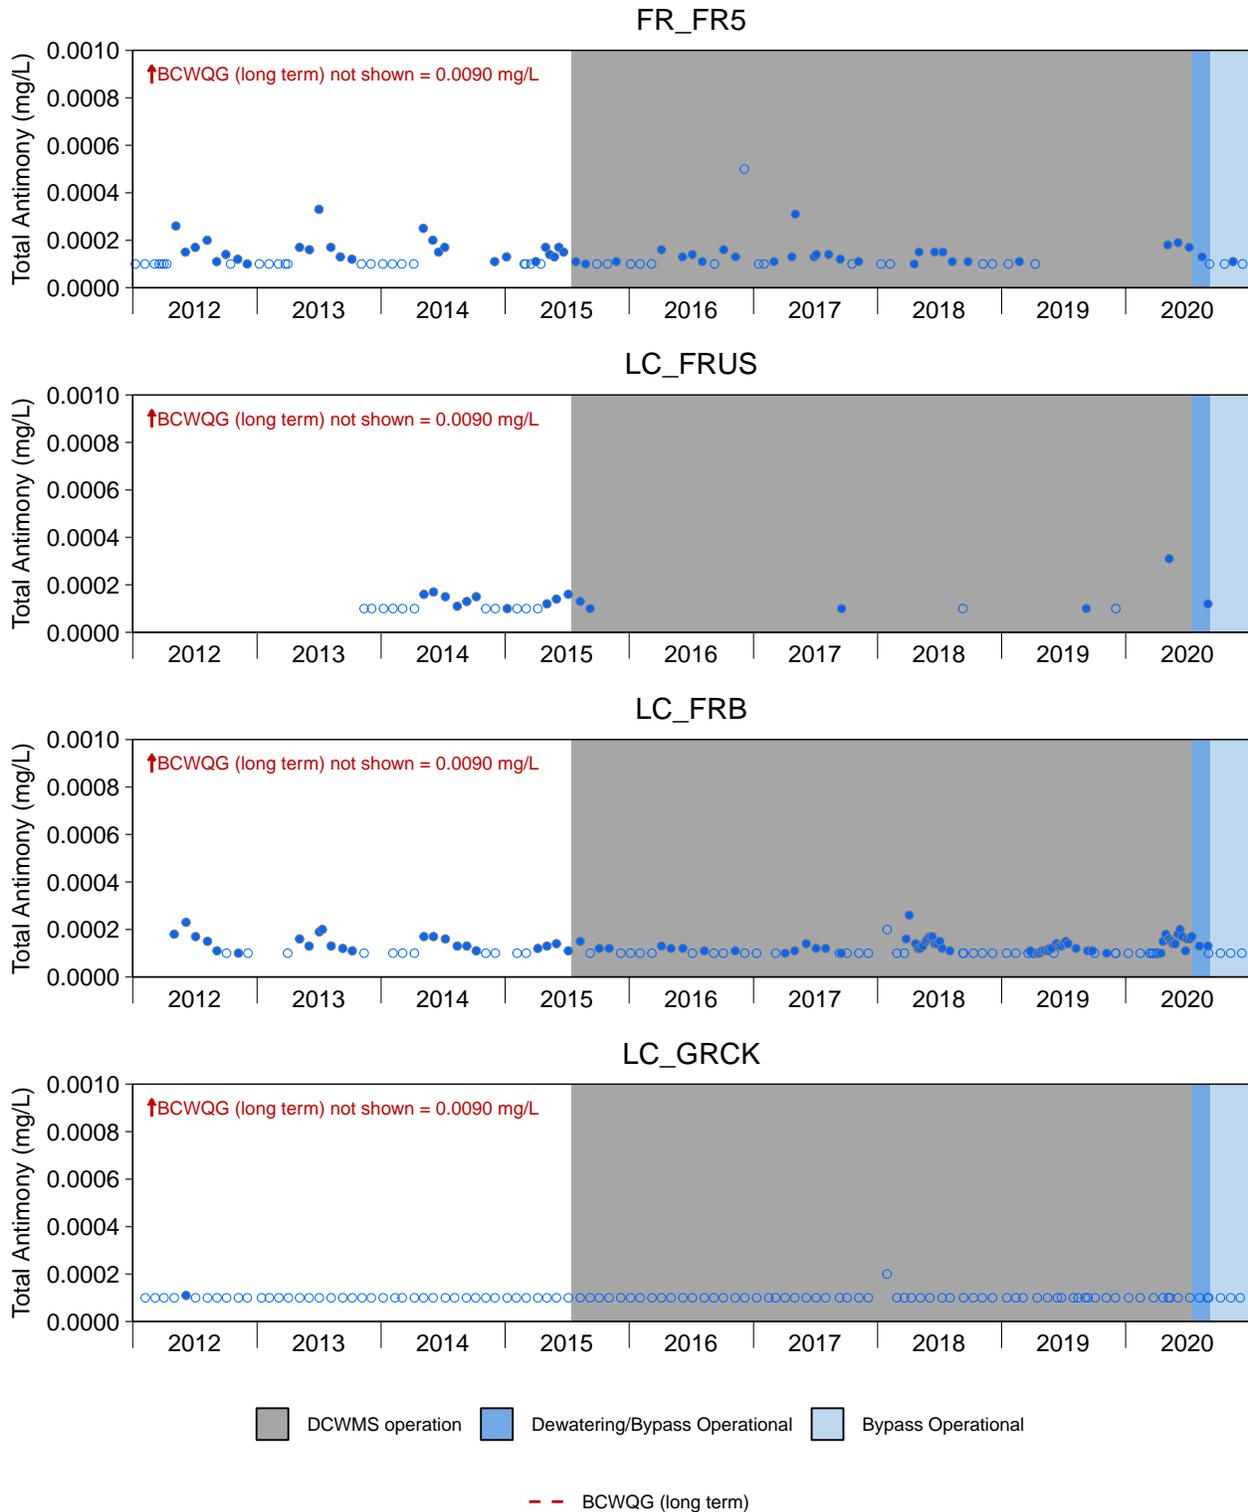 FR_FR5
Total Antimony (mg/L)
0.0010
0.0008
0.0006
0.0004
0.0002
0.0000
BCWQG (long term) not shown = 0.0090 mg/L
2012 2013 2014 2015 2016 2017 2018 2019 2020
LC_FRUS
Total Antimony (mg/L)
0.0010
0.0008
0.0006
0.0004
0.0002
0.0000
BCWQG (long term) not shown = 0.0090 mg/L
2012 2013 2014 2015 2016 2017 2018 2019 2020
LC_FRB
Total Antimony (mg/L)
0.0010
0.0008
0.0006
0.0004
0.0002
0.0000
BCWQG (long term) not shown = 0.0090 mg/L
2012 2013 2014 2015 2016 2017 2018 2019 2020
LC_GRCK
Total Antimony (mg/L)
0.0010
0.0008
0.0006
0.0004
0.0002
0.0000
BCWQG (long term) not shown = 0.0090 mg/L
2012 2013 2014 2015 2016 2017 2018 2019 2020
DCWMS operation Dewatering/Bypass Operational Bypass Operational
BCWQG (long term)